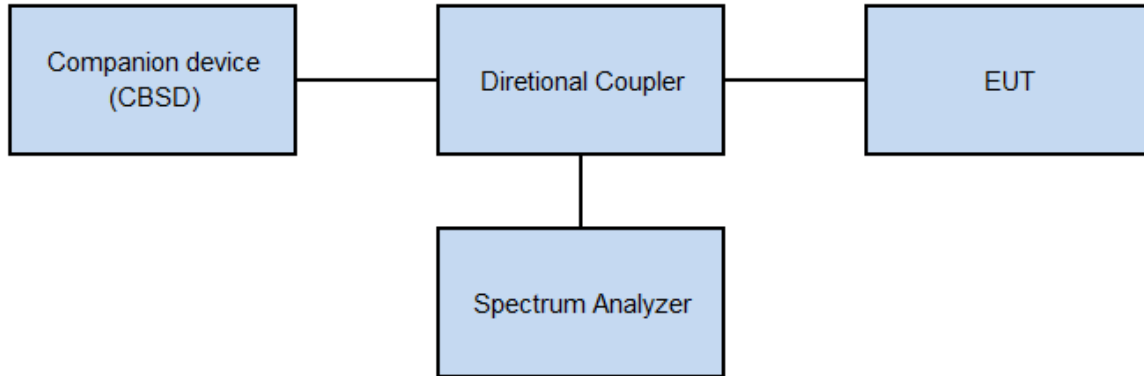 Companion device
(CBSD)
Diretional Coupler
EUT
Spectrum Analyzer